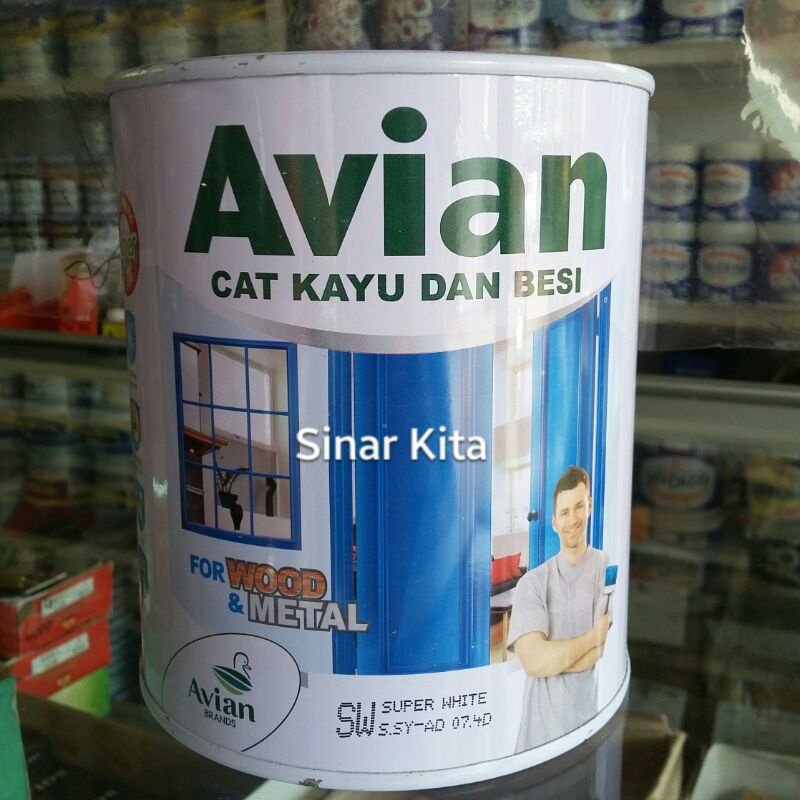 Avian
CAT KAYU DAN BESI
Sinar Kita
FOR WOOD
& METAL
Avian
BRANDS
SW SUPER WHITE
S.SY-AD 07.4D